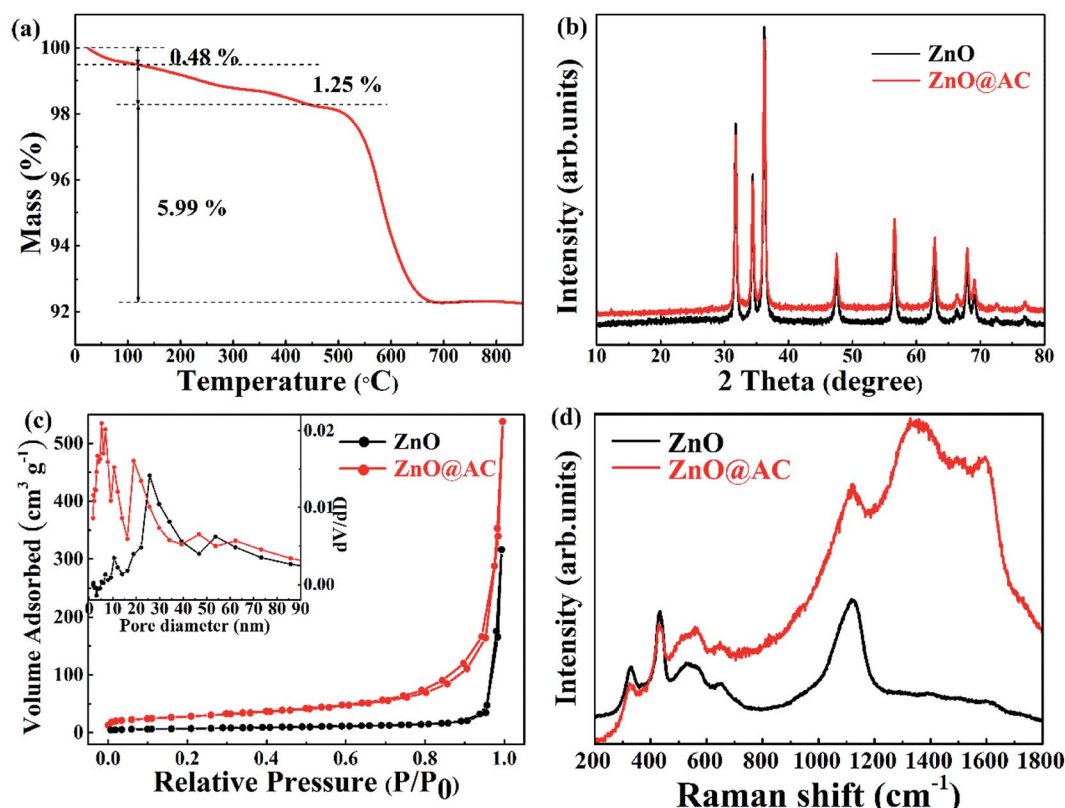 (a)
100
98
96
94
92
0.48 %
1.25 %
5.99 %
Mass (%)
0 100 200 300 400 500 600 700 800
Temperature (°C)
(b)
ZnO
ZnO@AC
Intensity (arb.units)
10 20 30 40 50 60 70 80
2 Theta (degree)
(c)
500
400
300
200
100
0
Volume Adsorbed (cm³ g⁻¹)
ZnO
ZnO@AC
0.02
0.01
0.00
dV/dD
0 10 20 30 40 50 60 70 80 90
Pore diameter (nm)
0.0 0.2 0.4 0.6 0.8 1.0
Relative Pressure (P/P₀)
(d)
ZnO
ZnO@AC
Intensity (arb.units)
200 400 600 800 1000 1200 1400 1600 1800
Raman shift (cm⁻¹)